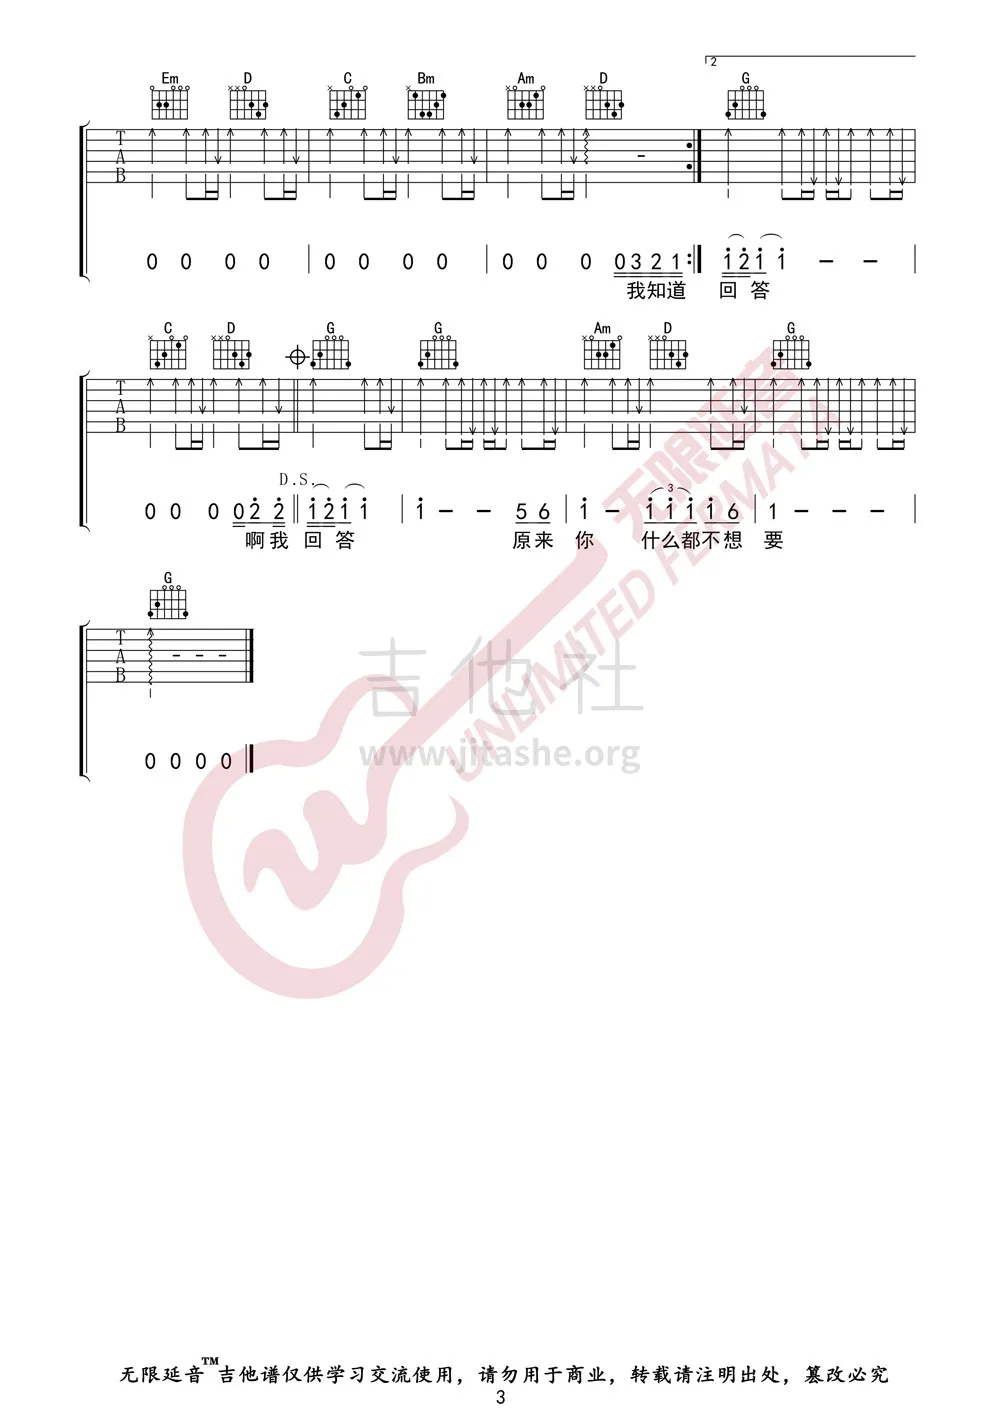 2
Em D C Bm Am D G
T A B
0 0 0 0 | 0 0 0 0 | 0 0 0 0321 :| 1211 1 - - |
我知道 回 答
C D G G Am D G
T A B
D.S.
3
0 0 0 02 2 || 1211 1 | 1 - - 56 | 1 - 11116 | 1 - - |
啊我 回 答 原来 你 什么都不想 要
G
T A B
- - -
0 0 0 0
无限延音
UNLIMITED FERMATA
吉他社
www.jitashe.org
无限延音™吉他谱仅供学习交流使用，请勿用于商业，转载请注明出处，篡改必究
3